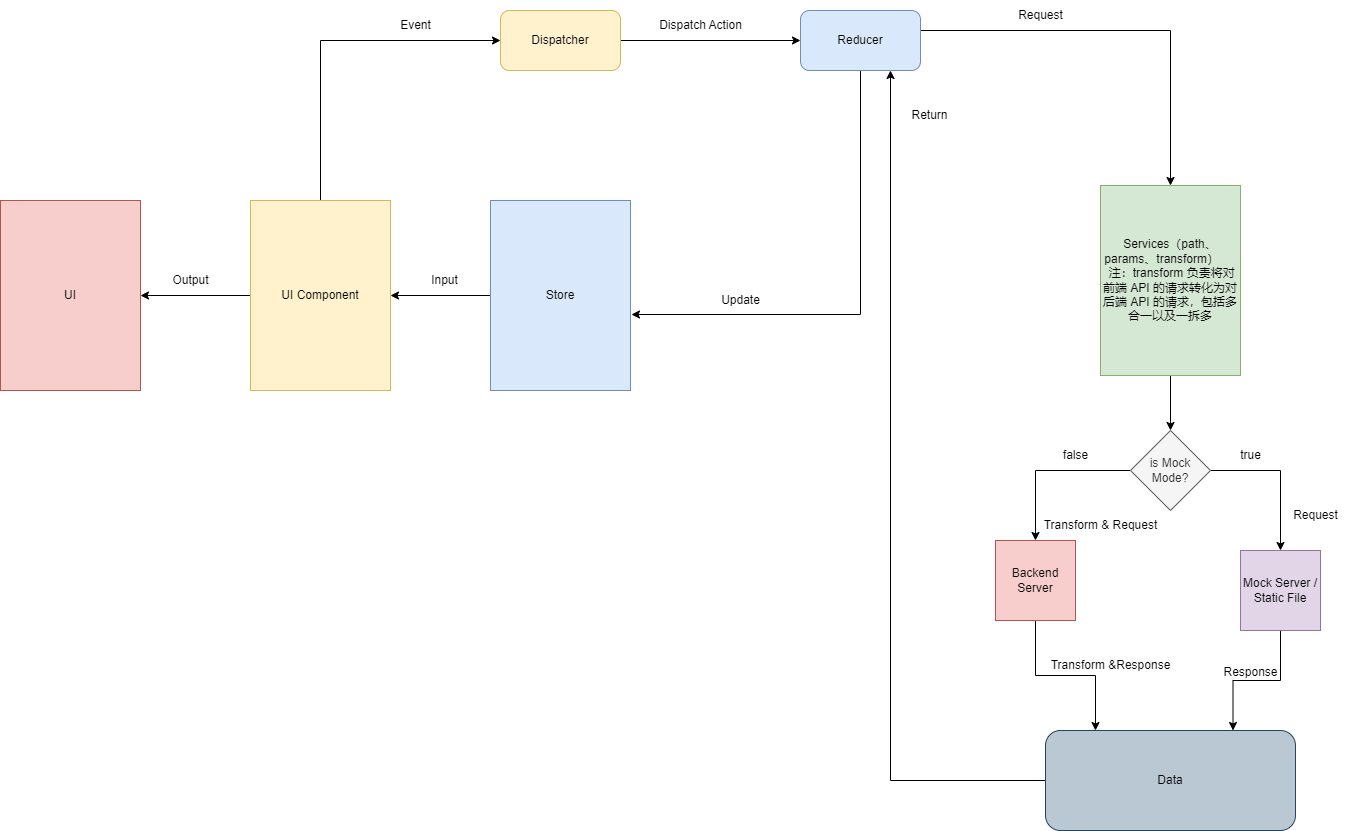 Event
Dispatcher
Dispatch Action
Reducer
Request
Return
UI
Output
UI Component
Input
Store
Update
Services（path、
params、transform）
注：transform 负责将对
前端 API 的请求转化为对
后端 API 的请求，包括多
合一以及一拆多
false
is Mock
Mode?
true
Transform & Request
Request
Backend
Server
Mock Server /
Static File
Transform &Response
Response
Data